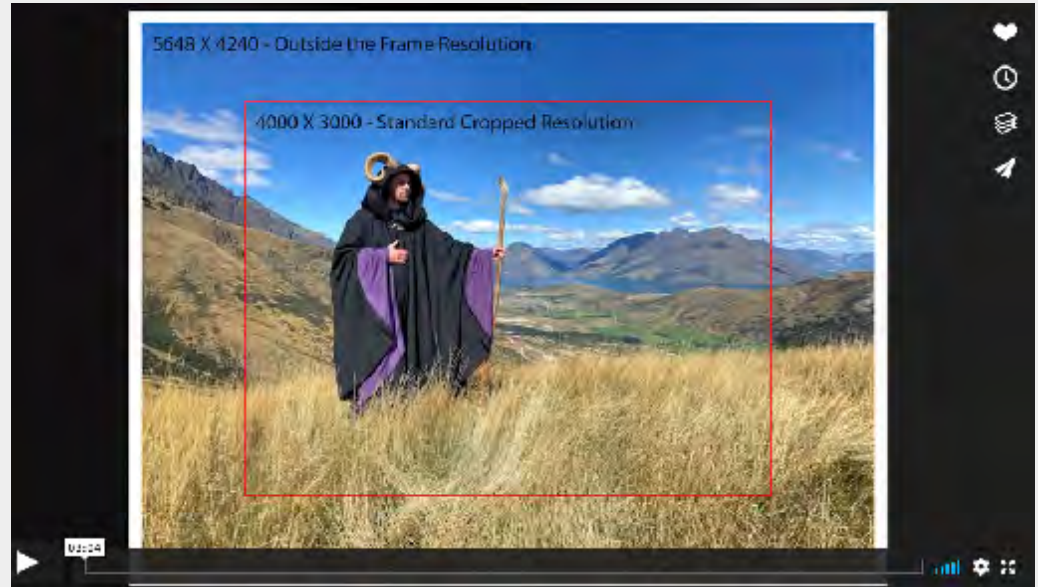 5648 X 4240 - Outside the Frame Resolution
4000 X 3000 - Standard Cropped Resolution